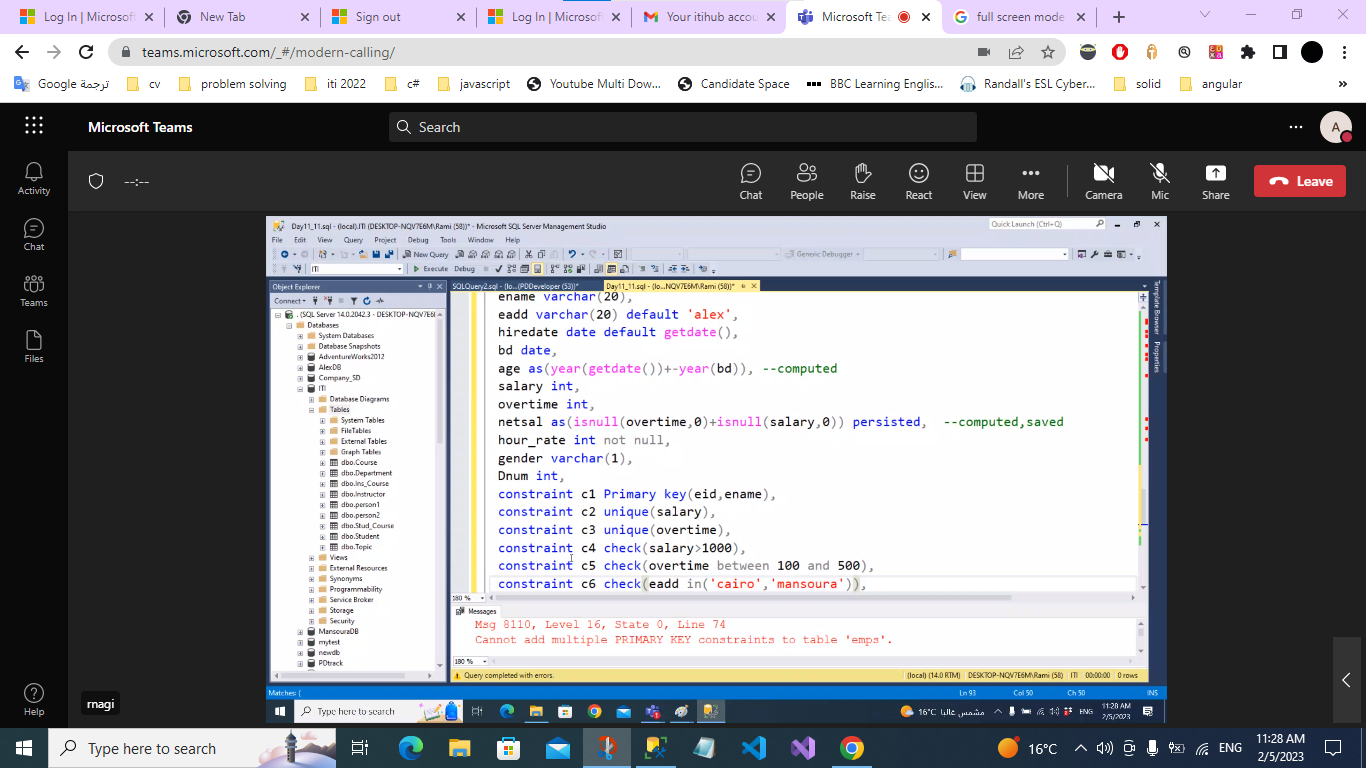 Log In | Microsoft
New Tab
Sign out
Log In | Microsoft
Your itihub accou
Microsoft Tea
full screen mode
teams.microsoft.com/_#/modern-calling/
ترجمة Google
cv
problem solving
iti 2022
c#
javascript
Youtube Multi Dow...
Candidate Space
BBC Learning Englis...
Randall's ESL Cyber...
solid
angular
Microsoft Teams
Search
A
Activity
Chat
Teams
Files
Help
--:--
Chat
People
Raise
React
View
More
Camera
Mic
Share
Leave
Day11_11.sql - (local).ITI (DESKTOP-NQV7E6M\Rami (58))* - Microsoft SQL Server Management Studio
Quick Launch (Ctrl+Q)
File Edit View Query Project Debug Tools Window Help
New Query
Generic Debugger
ITI
Execute Debug
Object Explorer
Connect
. (SQL Server 14.0.2042.3 - DESKTOP-NQV7E6
Databases
System Databases
Database Snapshots
AdventureWorks2012
AlexDB
Company_SD
ITI
Database Diagrams
Tables
System Tables
FileTables
External Tables
Graph Tables
dbo.Course
dbo.Department
dbo.Ins_Course
dbo.Instructor
dbo.person1
dbo.person2
dbo.Stud_Course
dbo.Student
dbo.Topic
Views
External Resources
Synonyms
Programmability
Service Broker
Storage
Security
MansouraDB
mytest
newdb
PDtrack
SQLQuery2.sql - (lo...(PDDeveloper (53))*
Day11_11.sql - (lo...NQV7E6M\Rami (58))*
ename varchar(20),
eadd varchar(20) default 'alex',
hiredate date default getdate(),
bd date,
age as(year(getdate())+-year(bd)), --computed
salary int,
overtime int,
netsal as(isnull(overtime,0)+isnull(salary,0)) persisted, --computed,saved
hour_rate int not null,
gender varchar(1),
Dnum int,
constraint c1 Primary key(eid,ename),
constraint c2 unique(salary),
constraint c3 unique(overtime),
constraint c4 check(salary>1000),
constraint c5 check(overtime between 100 and 500),
constraint c6 check(eadd in('cairo','mansoura')),
180 %
Messages
Msg 8110, Level 16, State 0, Line 74
Cannot add multiple PRIMARY KEY constraints to table 'emps'.
180 %
Query completed with errors.
(local) (14.0 RTM)
DESKTOP-NQV7E6M\Rami (58)
ITI
00:00:00
0 rows
Template Browser
Properties
Matches: (
Ln 93
Col 50
Ch 50
INS
Type here to search
16°C مشمس غالبا
ENG
11:28 AM
2/5/2023
rnagi
Type here to search
16°C
ENG
11:28 AM
2/5/2023